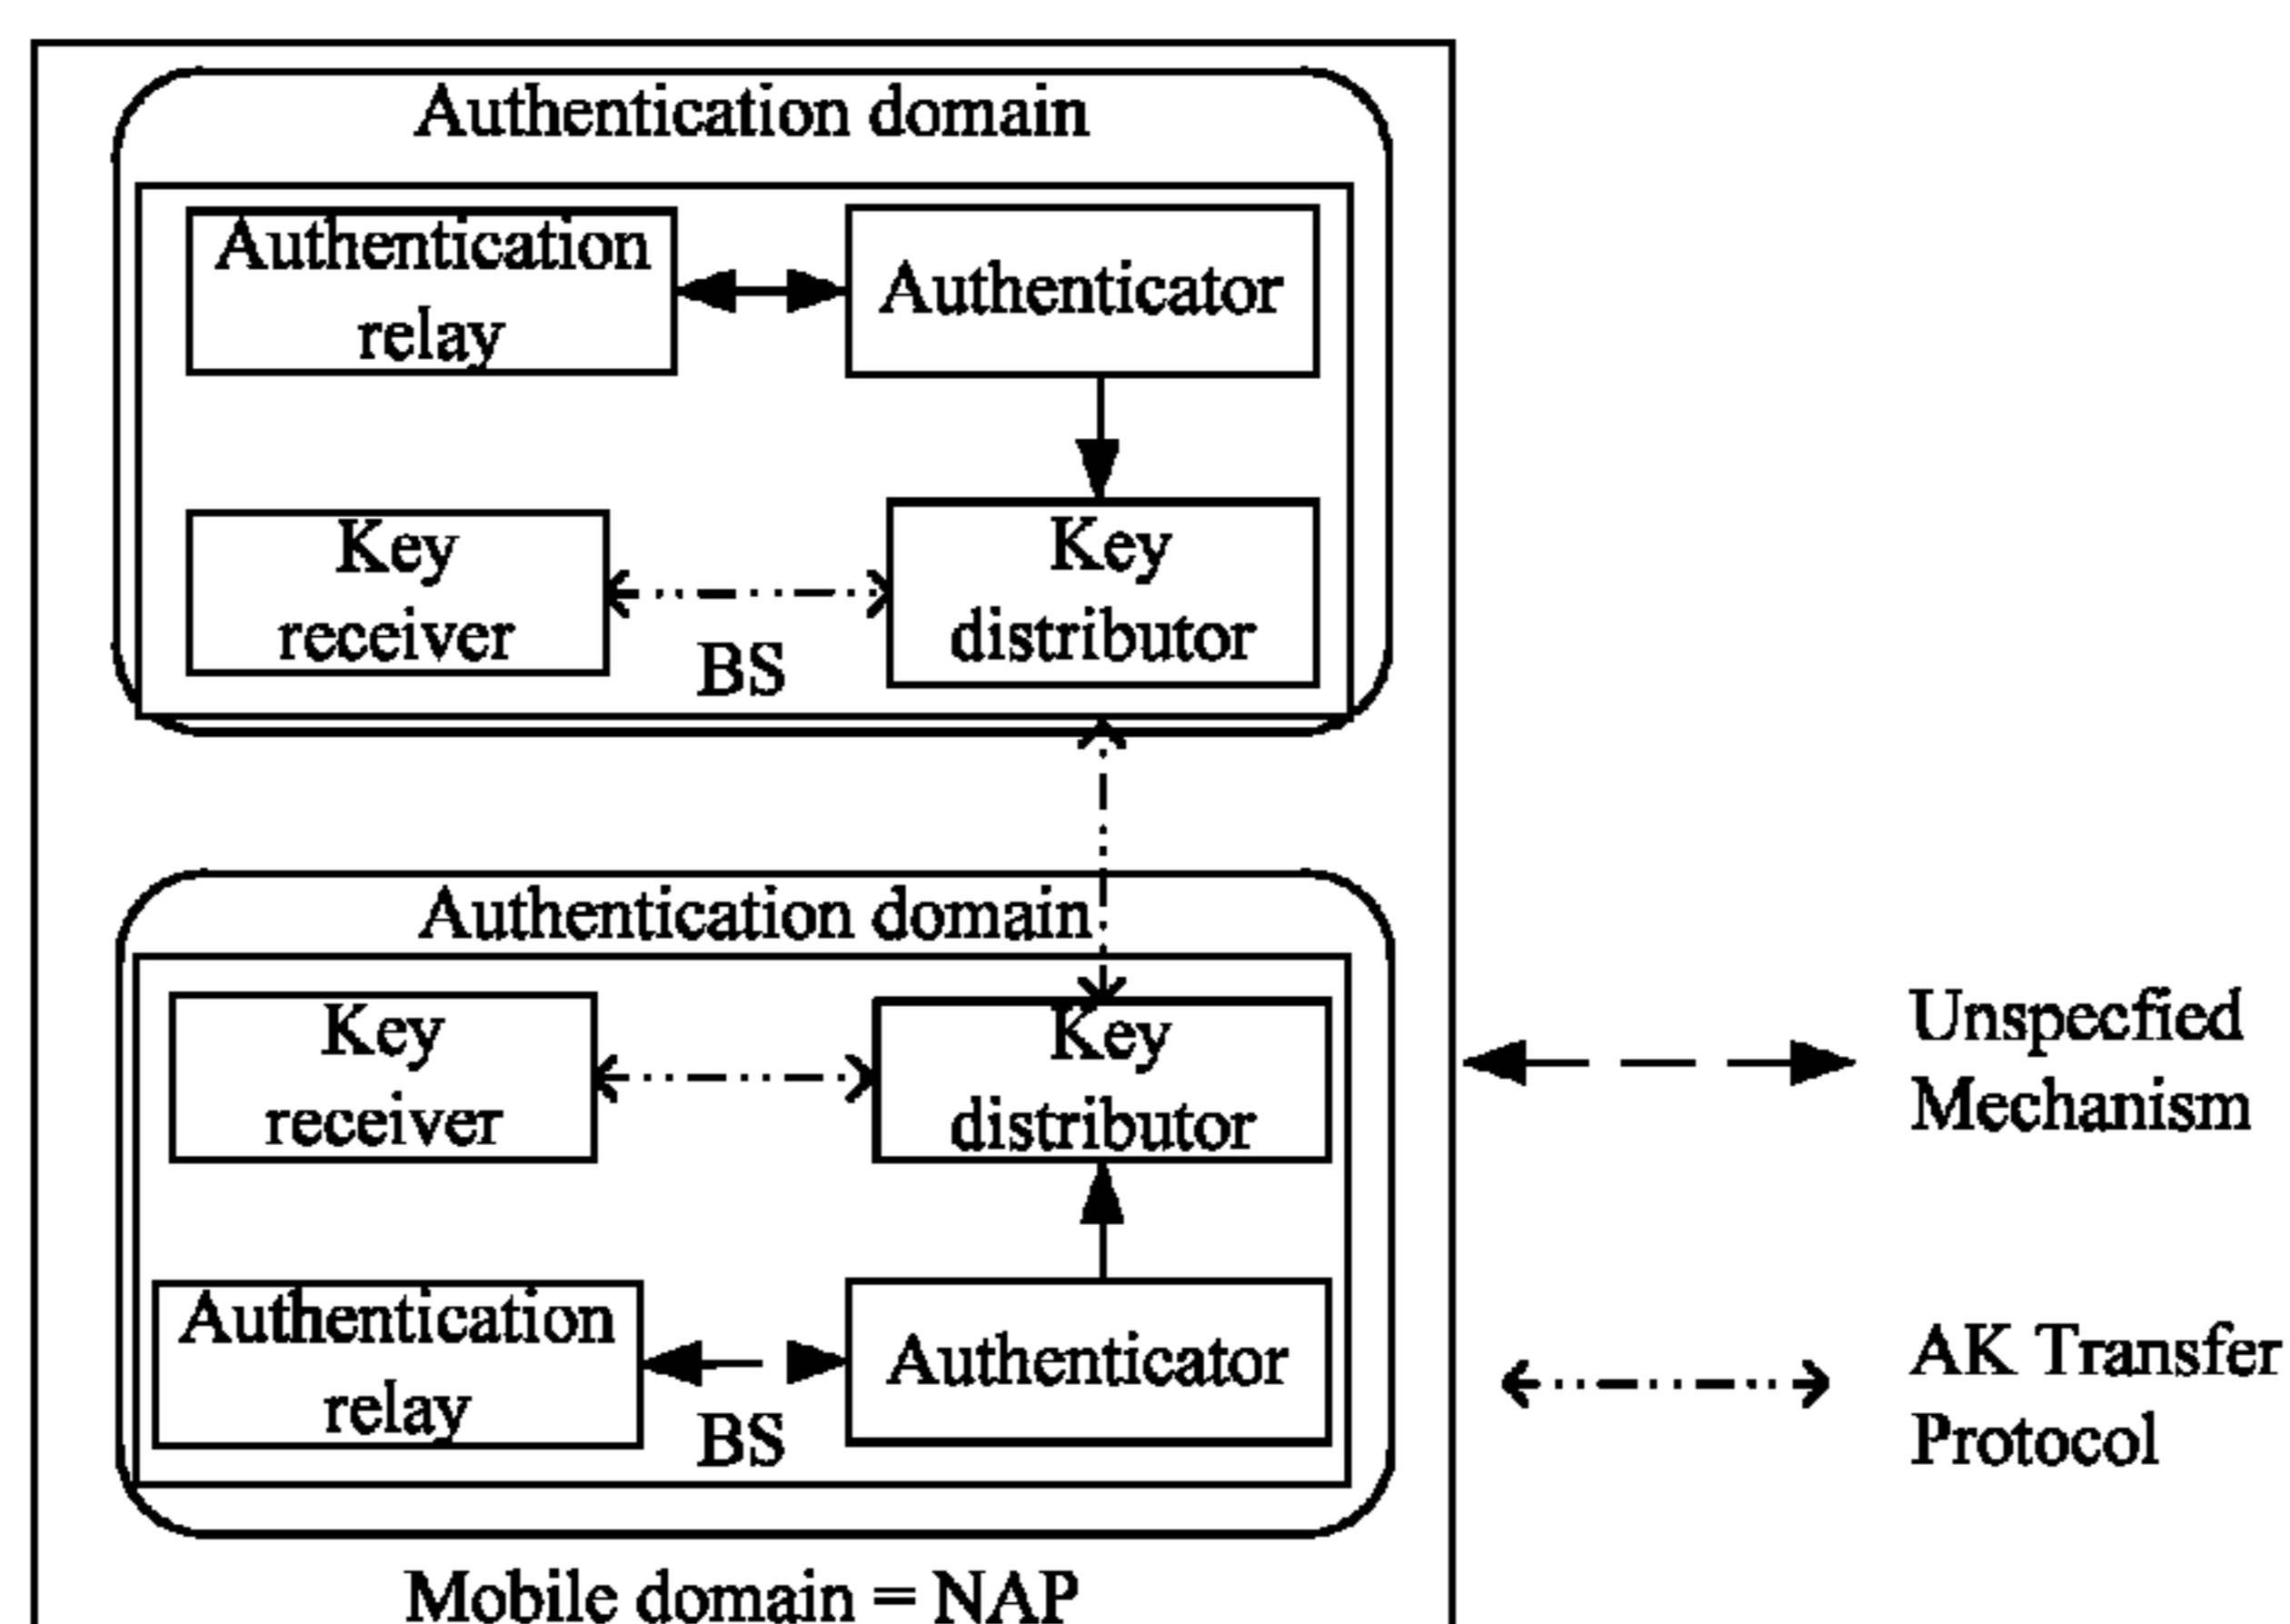 Authentication domain
Authentication
relay
Authenticator
Key
receiver
BS
Key
distributor
Authentication domain
Key
receiver
Key
distributor
Authentication
relay
BS
Authenticator
Mobile domain = NAP
Unspecfied
Mechanism
AK Transfer
Protocol